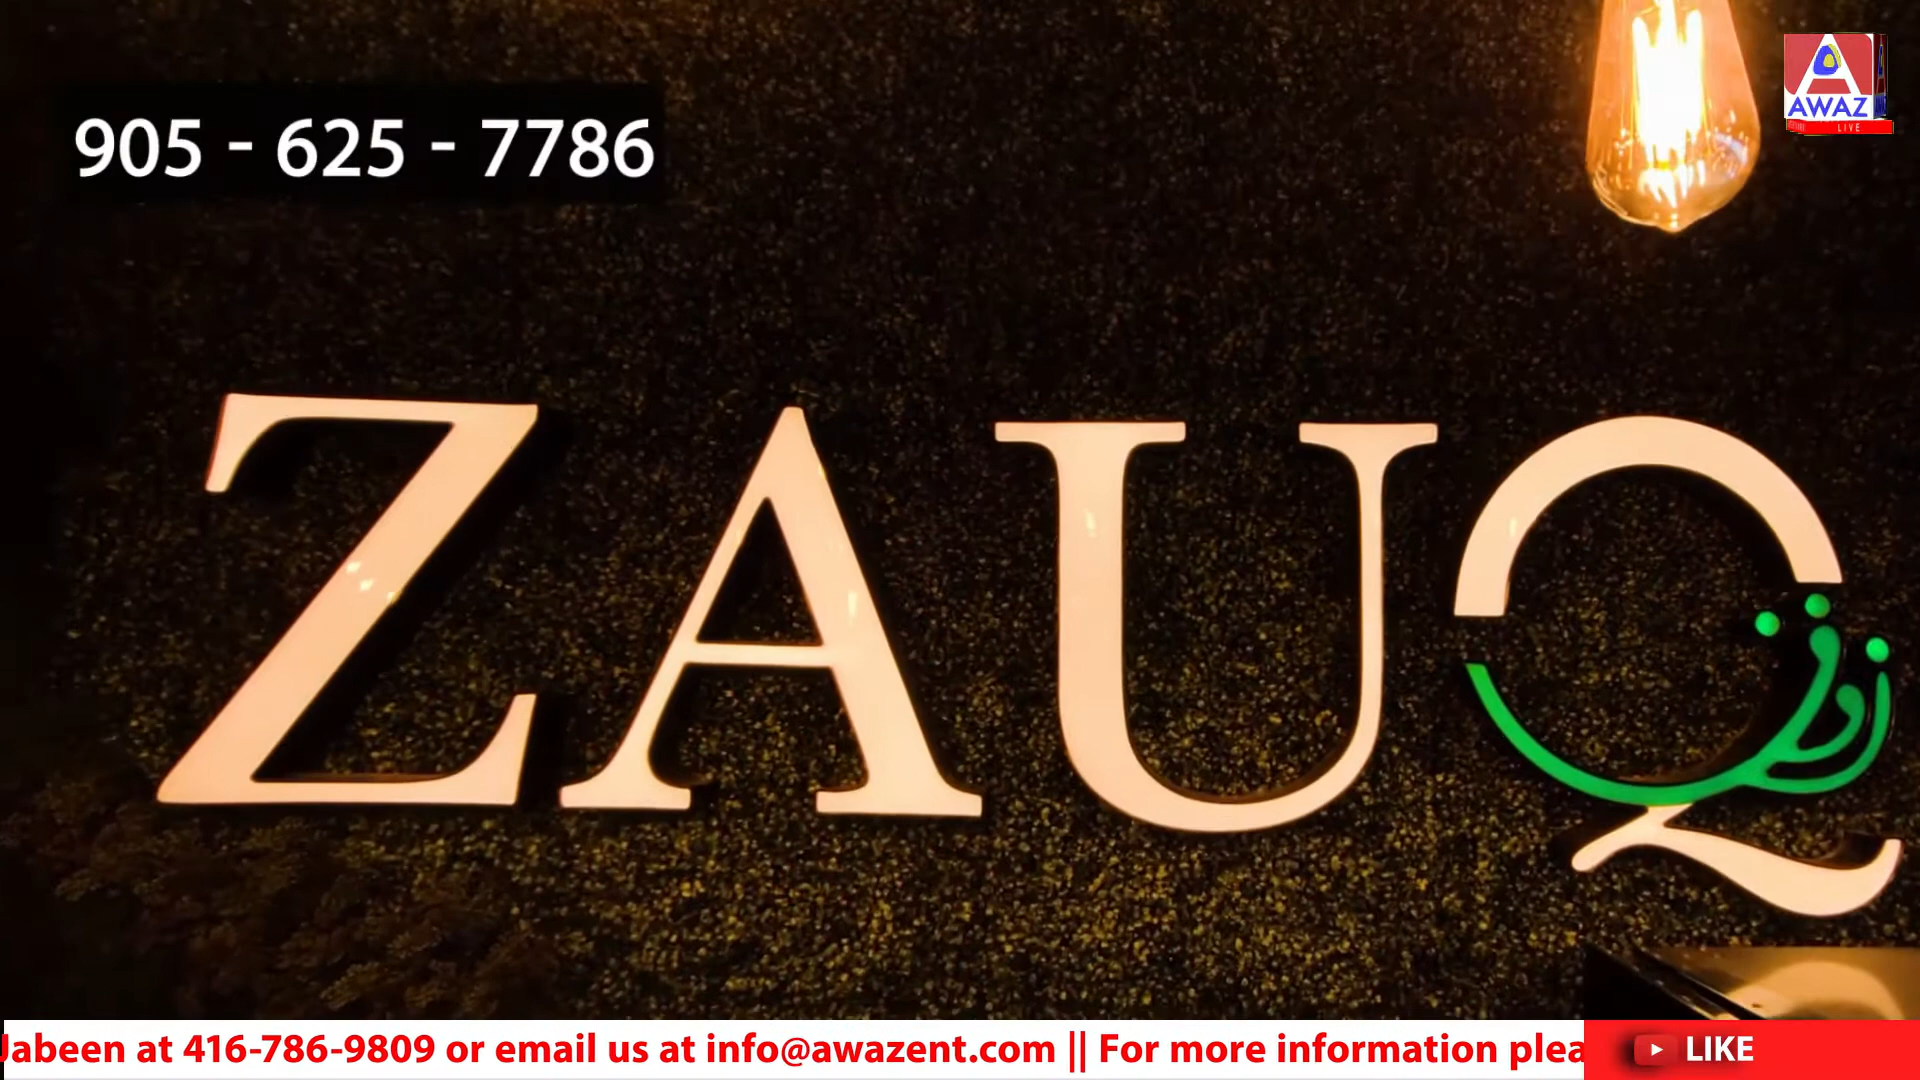 905 - 625 - 7786
AWAZ
LIVE
ZAUQ
ذوق
Jabeen at 416-786-9809 or email us at info@awazent.com || For more information plea
LIKE